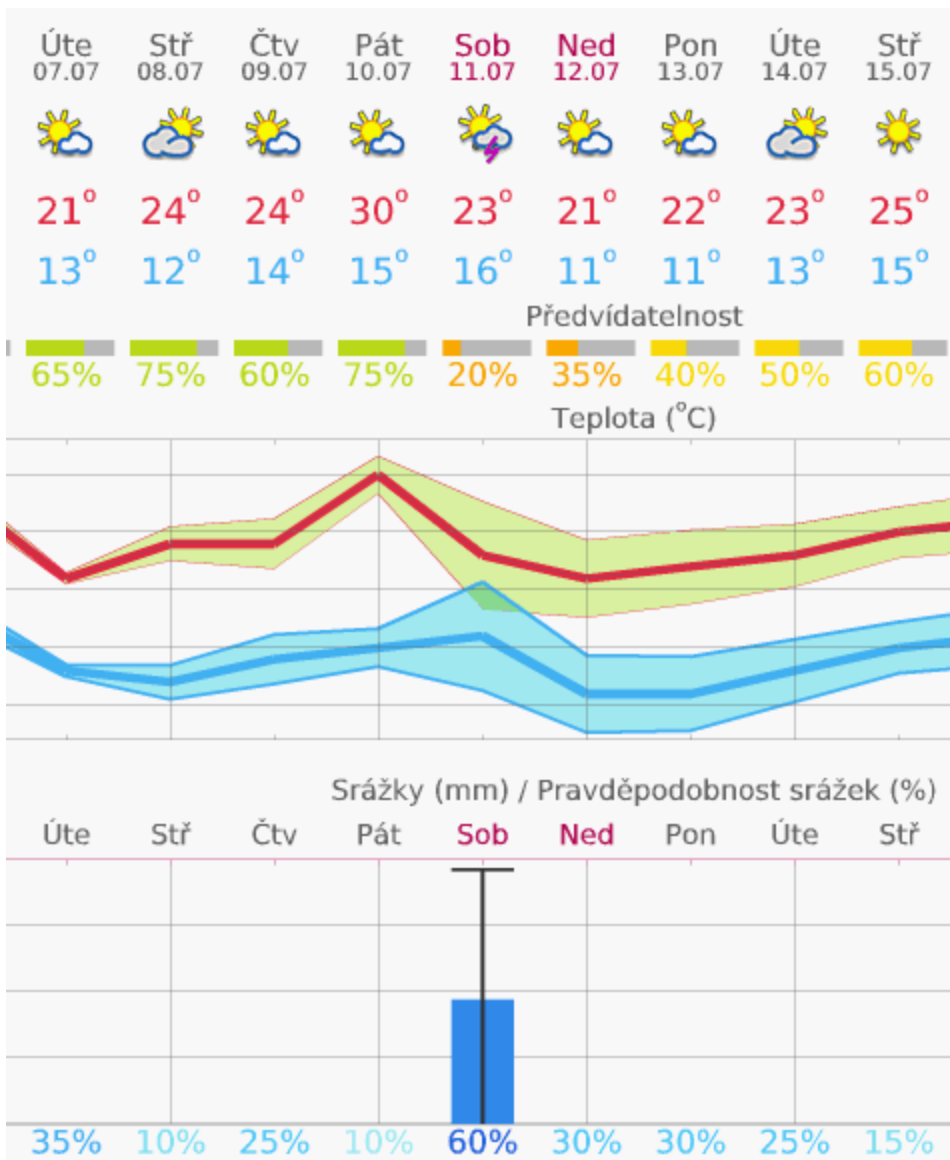 Úte Stř Čtv Pát Sob Ned Pon Úte Stř
07.07 08.07 09.07 10.07 11.07 12.07 13.07 14.07 15.07
21° 24° 24° 30° 23° 21° 22° 23° 25°
13° 12° 14° 15° 16° 11° 11° 13° 15°
Předvídatelnost
65% 75% 60% 75% 20% 35% 40% 50% 60%
Teplota (°C)
Srážky (mm) / Pravděpodobnost srážek (%)
Úte Stř Čtv Pát Sob Ned Pon Úte Stř
35% 10% 25% 10% 60% 30% 30% 25% 15%